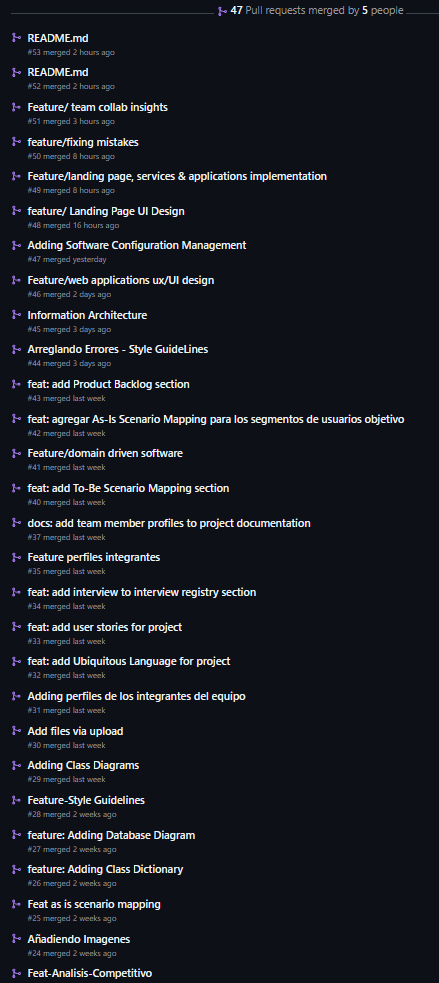 47 Pull requests merged by 5 people
README.md
#53 merged 2 hours ago
README.md
#52 merged 2 hours ago
Feature/ team collab insights
#51 merged 3 hours ago
feature/fixing mistakes
#50 merged 8 hours ago
Feature/landing page, services & applications implementation
#49 merged 8 hours ago
feature/ Landing Page UI Design
#48 merged 16 hours ago
Adding Software Configuration Management
#47 merged yesterday
Feature/web applications ux/UI design
#46 merged 2 days ago
Information Architecture
#45 merged 3 days ago
Arreglando Errores - Style GuideLines
#44 merged 3 days ago
feat: add Product Backlog section
#43 merged last week
feat: agregar As-Is Scenario Mapping para los segmentos de usuarios objetivo
#42 merged last week
Feature/domain driven software
#41 merged last week
feat: add To-Be Scenario Mapping section
#40 merged last week
docs: add team member profiles to project documentation
#37 merged last week
Feature perfiles integrantes
#35 merged last week
feat: add interview to interview registry section
#34 merged last week
feat: add user stories for project
#33 merged last week
feat: add Ubiquitous Language for project
#32 merged last week
Adding perfiles de los integrantes del equipo
#31 merged last week
Add files via upload
#30 merged last week
Adding Class Diagrams
#29 merged last week
Feature-Style Guidelines
#28 merged 2 weeks ago
feature: Adding Database Diagram
#27 merged 2 weeks ago
feature: Adding Class Dictionary
#26 merged 2 weeks ago
Feat as is scenario mapping
#25 merged 2 weeks ago
Añadiendo Imagenes
#24 merged 2 weeks ago
Feat-Analisis-Competitivo